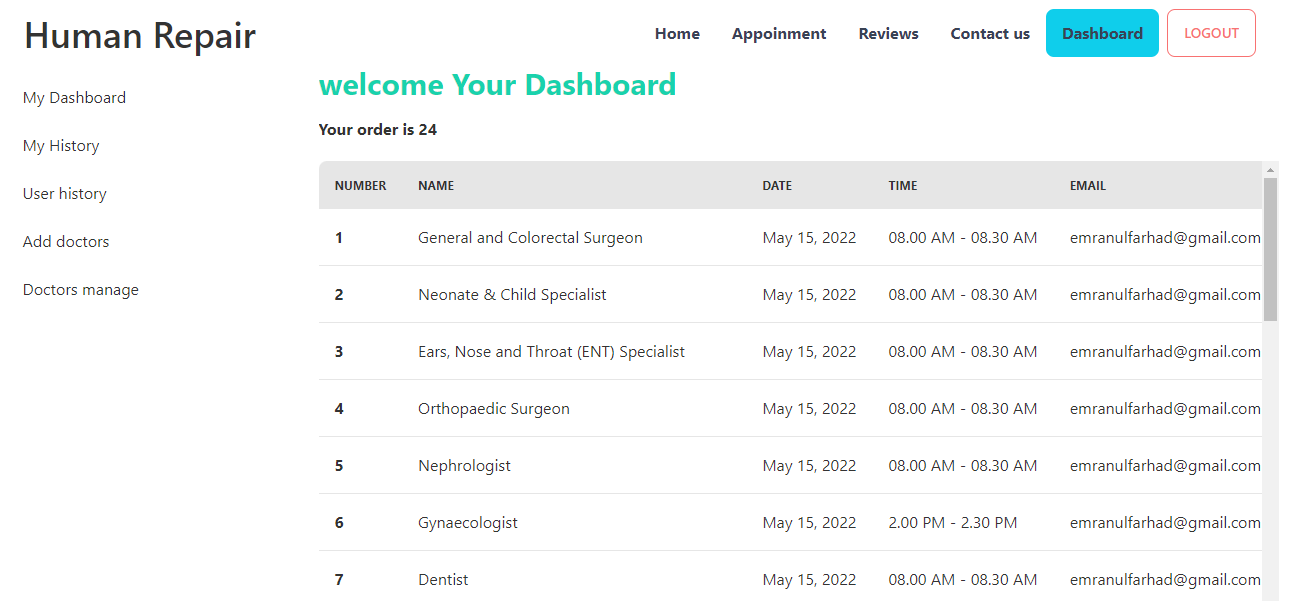 Human Repair
Home Appoinment Reviews Contact us Dashboard LOGOUT
My Dashboard
My History
User history
Add doctors
Doctors manage
welcome Your Dashboard
Your order is 24
NUMBER NAME DATE TIME EMAIL
1 General and Colorectal Surgeon May 15, 2022 08.00 AM - 08.30 AM emranulfarhad@gmail.com
2 Neonate & Child Specialist May 15, 2022 08.00 AM - 08.30 AM emranulfarhad@gmail.com
3 Ears, Nose and Throat (ENT) Specialist May 15, 2022 08.00 AM - 08.30 AM emranulfarhad@gmail.com
4 Orthopaedic Surgeon May 15, 2022 08.00 AM - 08.30 AM emranulfarhad@gmail.com
5 Nephrologist May 15, 2022 08.00 AM - 08.30 AM emranulfarhad@gmail.com
6 Gynaecologist May 15, 2022 2.00 PM - 2.30 PM emranulfarhad@gmail.com
7 Dentist May 15, 2022 08.00 AM - 08.30 AM emranulfarhad@gmail.com